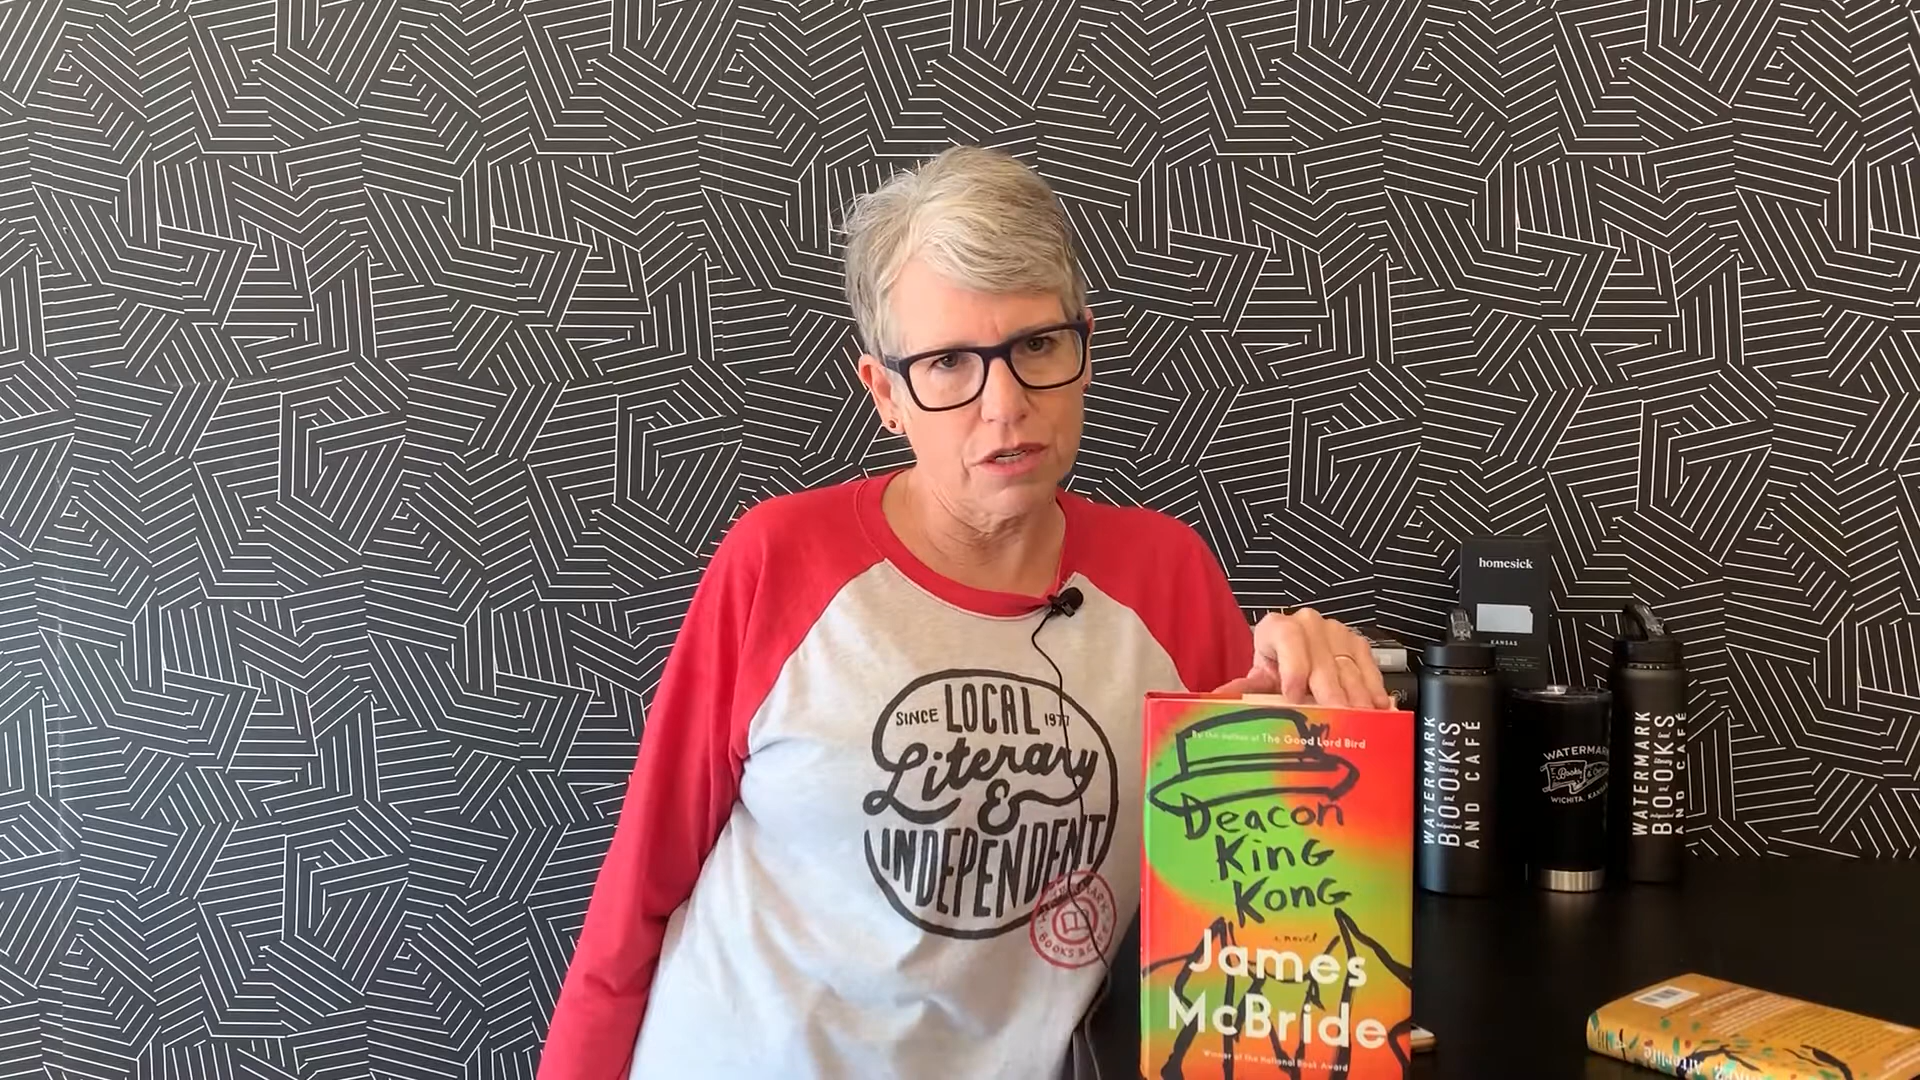 SINCE LOCAL 1977
Literary
&
INDEPENDENT
BOOKS & CAFÉ
By the author of The Good Lord Bird
Deacon
King
Kong
a novel
James
McBride
Winner of the National Book Award
homesick
KANSAS
WATERMARK
BOOKS
AND CAFÉ
WATERMARK
Books
WICHITA, KANSAS
WATERMARK
BOOKS
AND CAFÉ
Afterlife